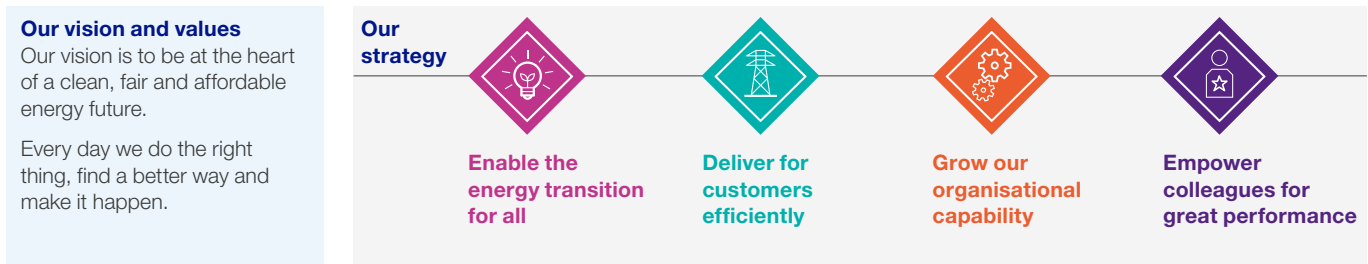 Our vision and values
Our vision is to be at the heart
of a clean, fair and affordable
energy future.
Every day we do the right
thing, find a better way and
make it happen.
Our
strategy
Enable the
energy transition
for all
Deliver for
customers
efficiently
Grow our
organisational
capability
Empower
colleagues for
great performance